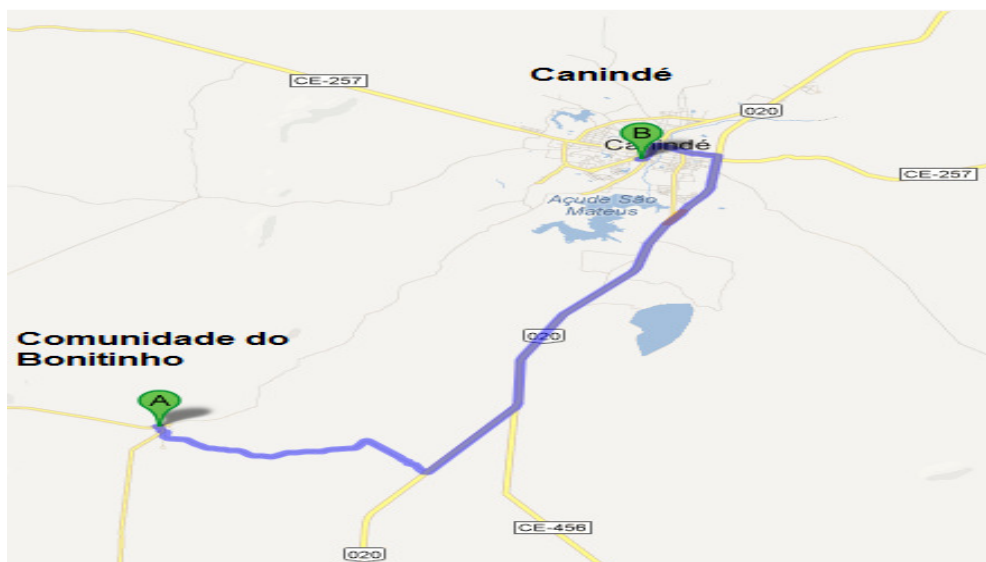 Canindé
CE-257
020
B
Canindé
CE-257
Açude São
Mateus
020
Comunidade do
Bonitinho
A
CE-456
020